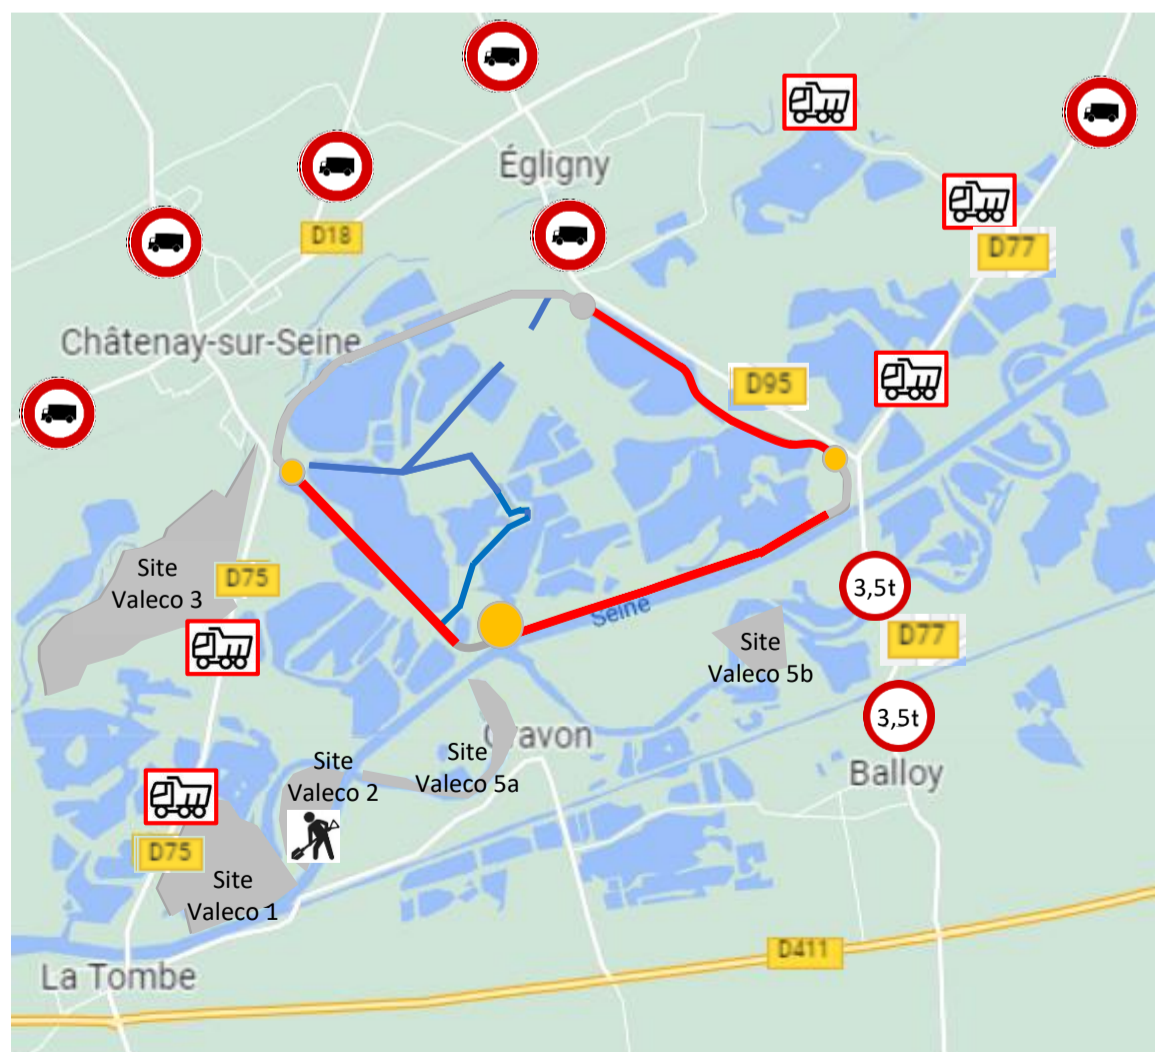 Égligny
D18
D77
Châtenay-sur-Seine
D95
Site
Valeco 3
D75
3,5t
Seine
D77
Site
Valeco 5b
3,5t
Gravon
Site
Valeco 5a
Site
Valeco 2
Balloy
D75
Site
Valeco 1
D411
La Tombe